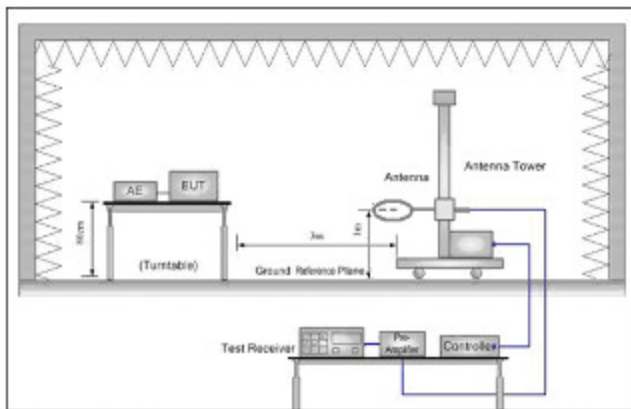 Antenna Tower
Antenna
AE
EUT
80cm
(Turntable)
3m
1m
Ground Reference Plane
Test Receiver
Pre-
Amplifier
Controller